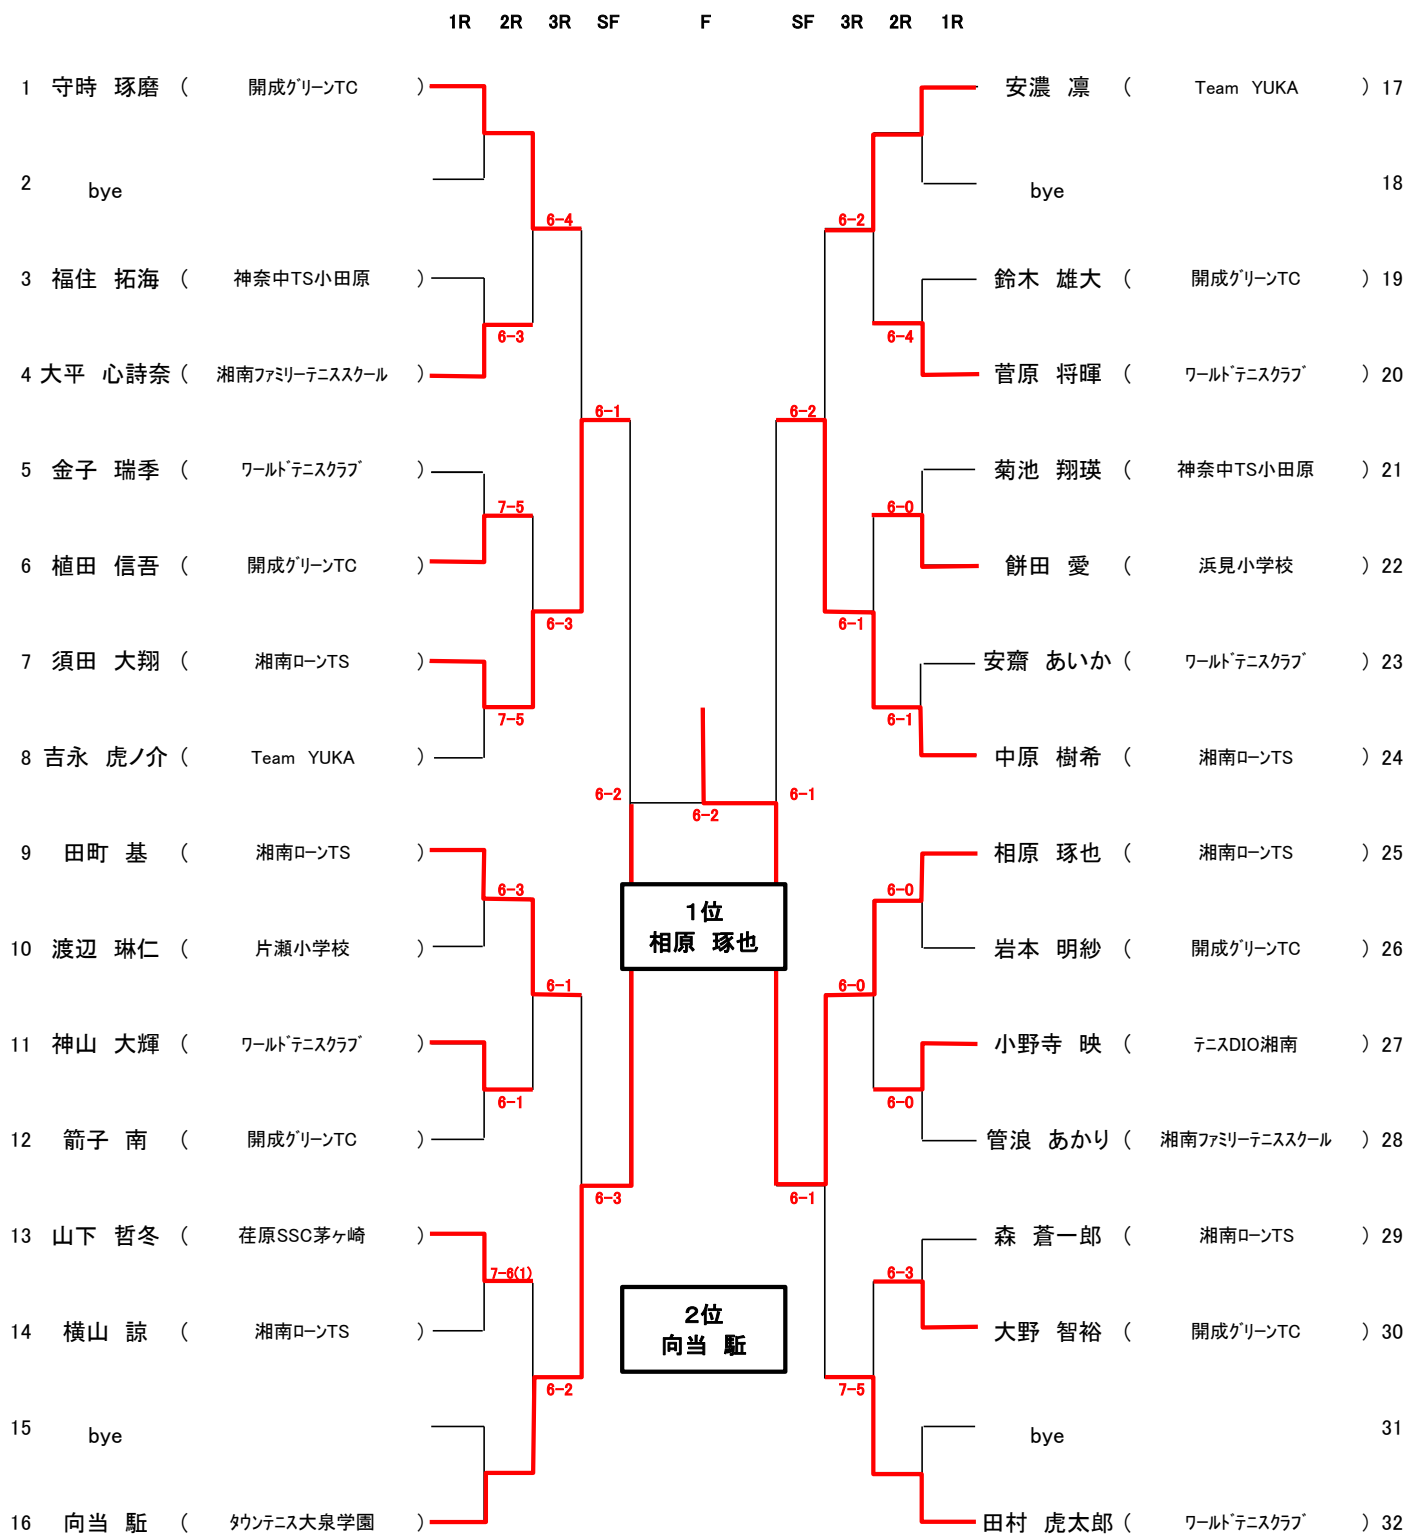 1R 2R 3R SF F SF 3R 2R 1R
1 守時 琢磨 ( 開成グリーンTC ) 安濃 凛 ( Team YUKA ) 17
2 bye bye 18
6-4 6-2
3 福住 拓海 ( 神奈中TS小田原 ) 鈴木 雄大 ( 開成グリーンTC ) 19
6-3 6-4
4 大平 心詩奈 ( 湘南ファミリーテニススクール ) 菅原 将暉 ( ワールドテニスクラブ ) 20
6-1 6-2
5 金子 瑞季 ( ワールドテニスクラブ ) 菊池 翔瑛 ( 神奈中TS小田原 ) 21
7-5 6-0
6 植田 信吾 ( 開成グリーンTC ) 餅田 愛 ( 浜見小学校 ) 22
6-3 6-1
7 須田 大翔 ( 湘南ローンTS ) 安齋 あいか ( ワールドテニスクラブ ) 23
7-5 6-1
8 吉永 虎ノ介 ( Team YUKA ) 中原 樹希 ( 湘南ローンTS ) 24
6-2 6-1
6-2
9 田町 基 ( 湘南ローンTS ) 相原 琢也 ( 湘南ローンTS ) 25
6-3 6-0
1位
相原 琢也
10 渡辺 琳仁 ( 片瀬小学校 ) 岩本 明紗 ( 開成グリーンTC ) 26
6-1 6-0
11 神山 大輝 ( ワールドテニスクラブ ) 小野寺 映 ( テニスDIO湘南 ) 27
6-1 6-0
12 箭子 南 ( 開成グリーンTC ) 管浪 あかり ( 湘南ファミリーテニススクール ) 28
6-3 6-1
13 山下 哲冬 ( 荏原SSC茅ヶ崎 ) 森 蒼一郎 ( 湘南ローンTS ) 29
7-6(1) 6-3
2位
向当 駈
14 横山 諒 ( 湘南ローンTS ) 大野 智裕 ( 開成グリーンTC ) 30
6-2 7-5
15 bye bye 31
16 向当 駈 ( タウンテニス大泉学園 ) 田村 虎太郎 ( ワールドテニスクラブ ) 32